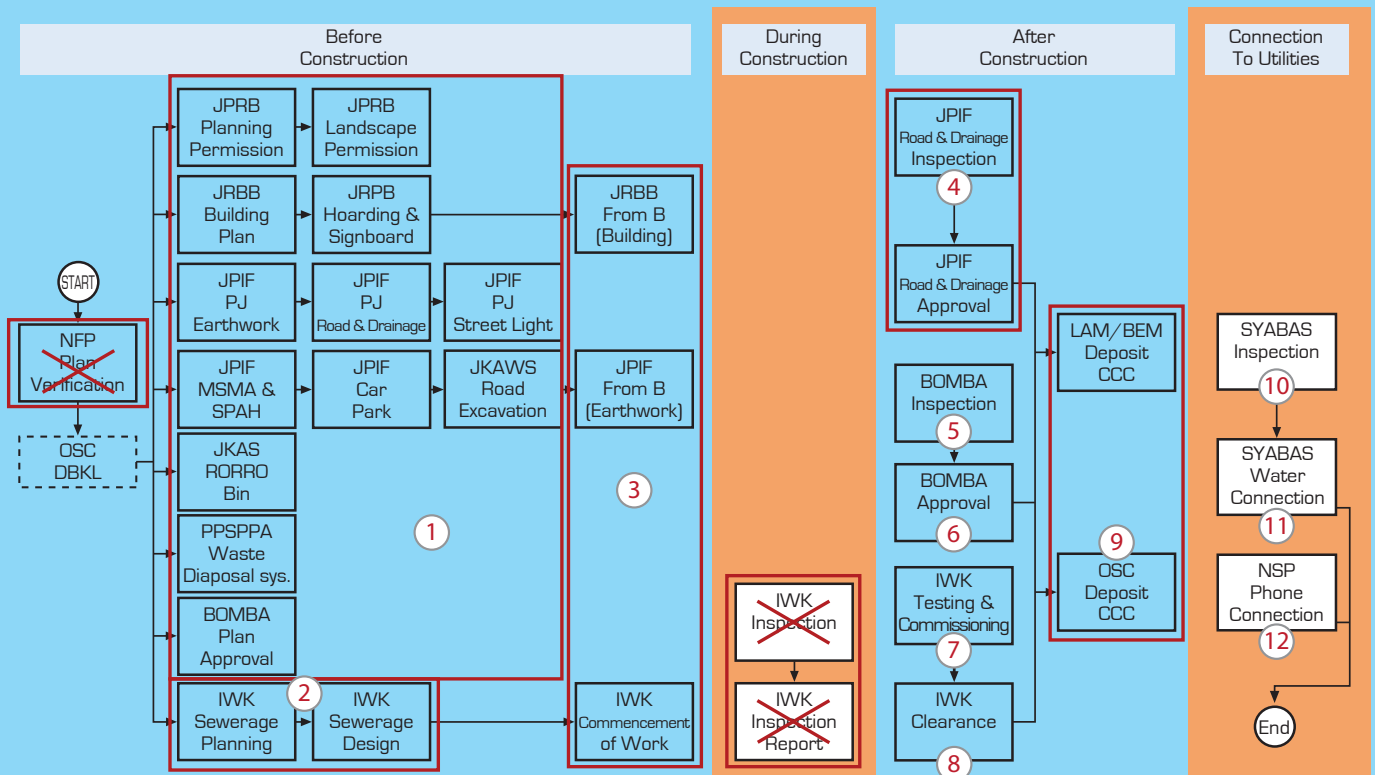 Before
Construction
During
Construction
After
Construction
Connection
To Utilities
START
NFP
Plan
Verification
OSC
DBKL
JPRB
Planning
Permission
JPRB
Landscape
Permission
JRBB
Building
Plan
JRPB
Hoarding &
Signboard
JRBB
From B
(Building)
JPIF
PJ
Earthwork
JPIF
PJ
Road & Drainage
JPIF
PJ
Street Light
JPIF
MSMA &
SPAH
JPIF
Car
Park
JKAWS
Road
Excavation
JPIF
From B
(Earthwork)
JKAS
RORRO
Bin
PPSPPA
Waste
Diaposal sys.
BOMBA
Plan
Approval
1
3
2
IWK
Sewerage
Planning
IWK
Sewerage
Design
IWK
Commencement
of Work
IWK
Inspection
IWK
Inspection
Report
JPIF
Road & Drainage
Inspection
4
JPIF
Road & Drainage
Approval
BOMBA
Inspection
5
BOMBA
Approval
6
IWK
Testing &
Commissioning
7
IWK
Clearance
8
LAM/BEM
Deposit
CCC
9
OSC
Deposit
CCC
SYABAS
Inspection
10
SYABAS
Water
Connection
11
NSP
Phone
Connection
12
End